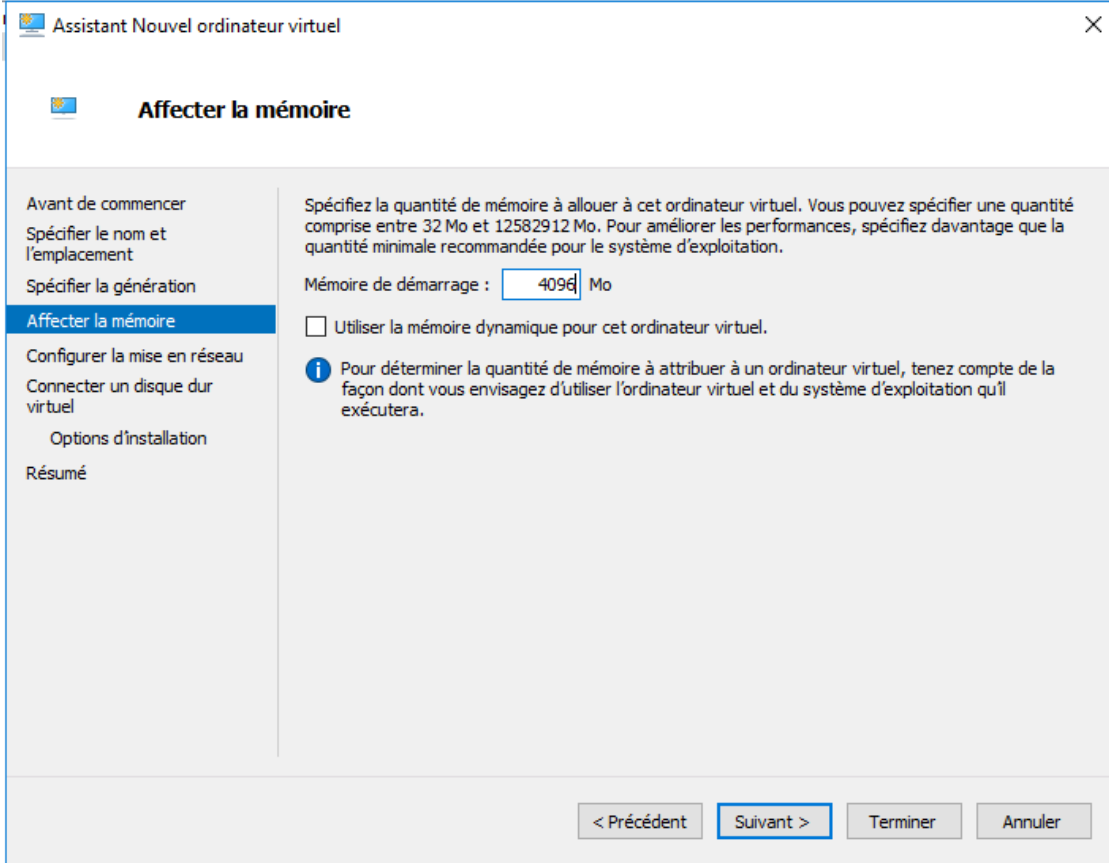 Assistant Nouvel ordinateur virtuel
Affecter la mémoire
Avant de commencer
Spécifier le nom et
l’emplacement
Spécifier la génération
Affecter la mémoire
Configurer la mise en réseau
Connecter un disque dur
virtuel
Options d’installation
Résumé
Spécifiez la quantité de mémoire à allouer à cet ordinateur virtuel. Vous pouvez spécifier une quantité
comprise entre 32 Mo et 12582912 Mo. Pour améliorer les performances, spécifiez davantage que la
quantité minimale recommandée pour le système d’exploitation.
Mémoire de démarrage : 4096 Mo
Utiliser la mémoire dynamique pour cet ordinateur virtuel.
Pour déterminer la quantité de mémoire à attribuer à un ordinateur virtuel, tenez compte de la
façon dont vous envisagez d’utiliser l’ordinateur virtuel et du système d’exploitation qu’il
exécutera.
< Précédent Suivant > Terminer Annuler